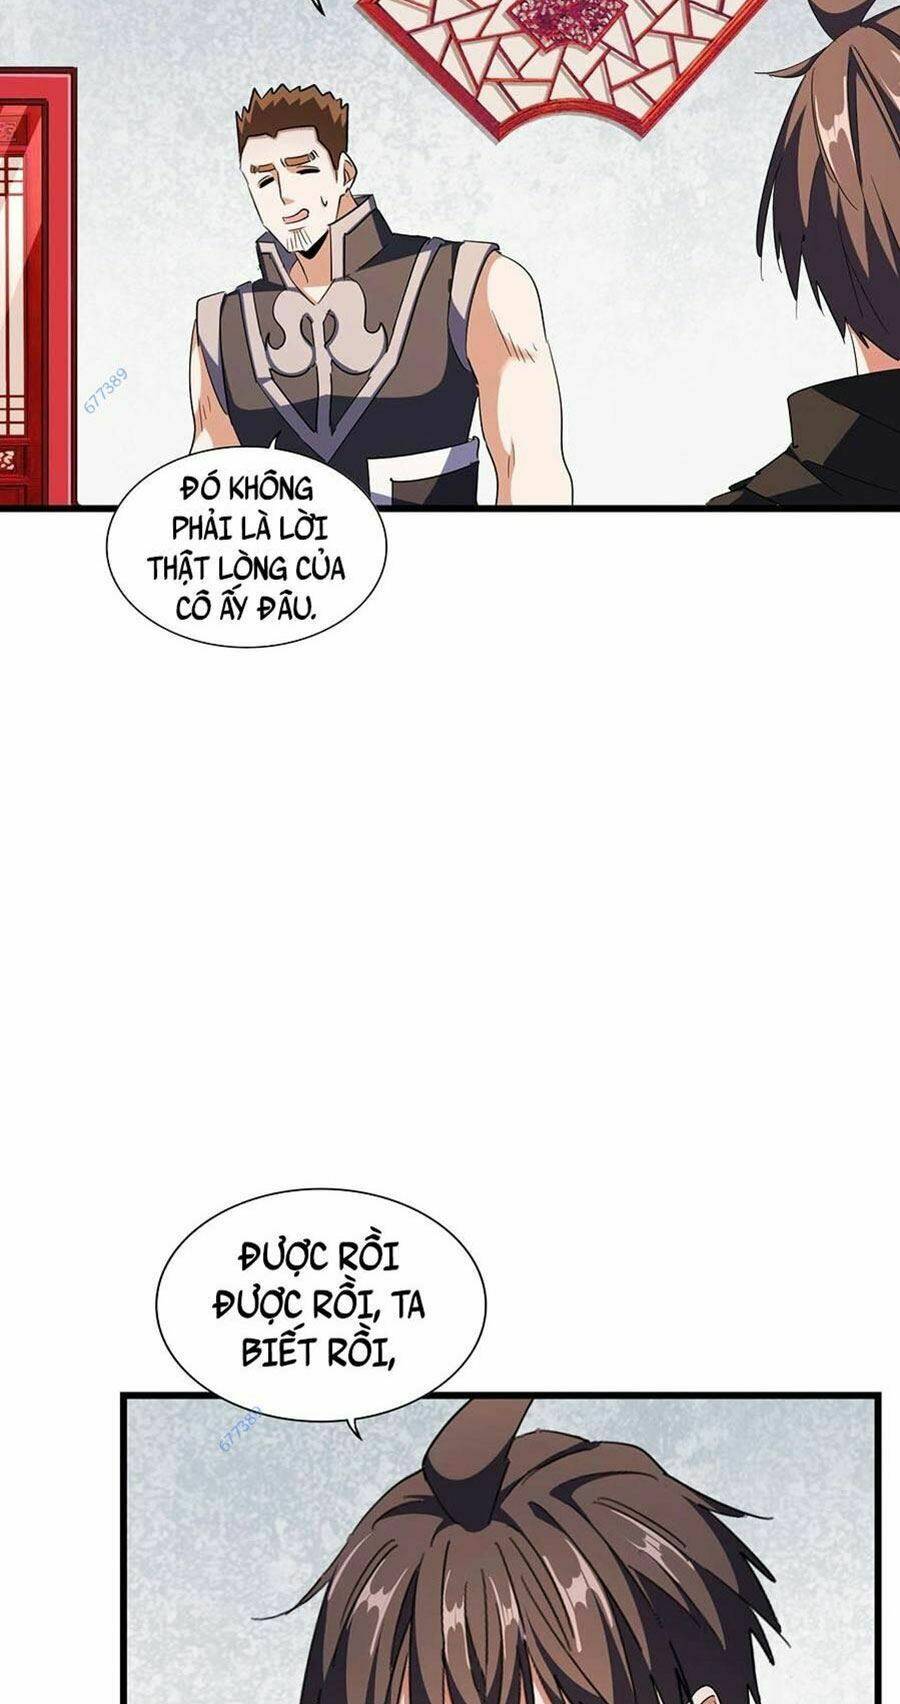 677389
ĐÓ KHÔNG
PHẢI LÀ LỜI
THẬT LÒNG CỦA
CÔ ẤY ĐÂU.
ĐƯỢC RỒI
ĐƯỢC RỒI, TA
BIẾT RỒI,
677389